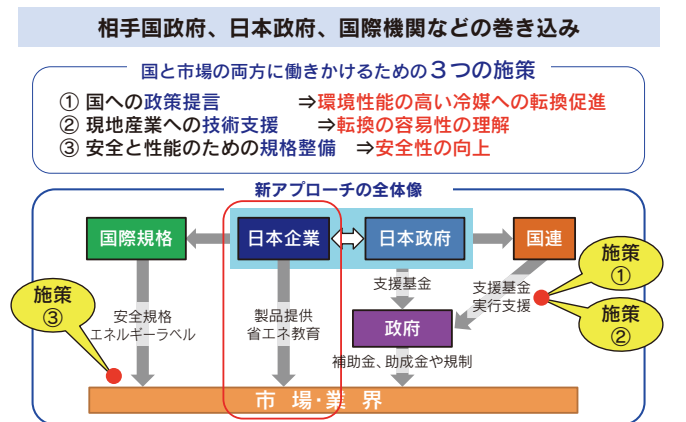 相手国政府、日本政府、国際機関などの巻き込み
国と市場の両方に働きかけるための3つの施策
① 国への政策提言 ⇒環境性能の高い冷媒への転換促進
② 現地産業への技術支援 ⇒転換の容易性の理解
③ 安全と性能のための規格整備 ⇒安全性の向上
新アプローチの全体像
国際規格
日本企業
日本政府
国連
施策
①
施策
②
施策
③
支援基金
支援基金
実行支援
安全規格
エネルギーラベル
製品提供
省エネ教育
政府
補助金、助成金や規制
市場・業界